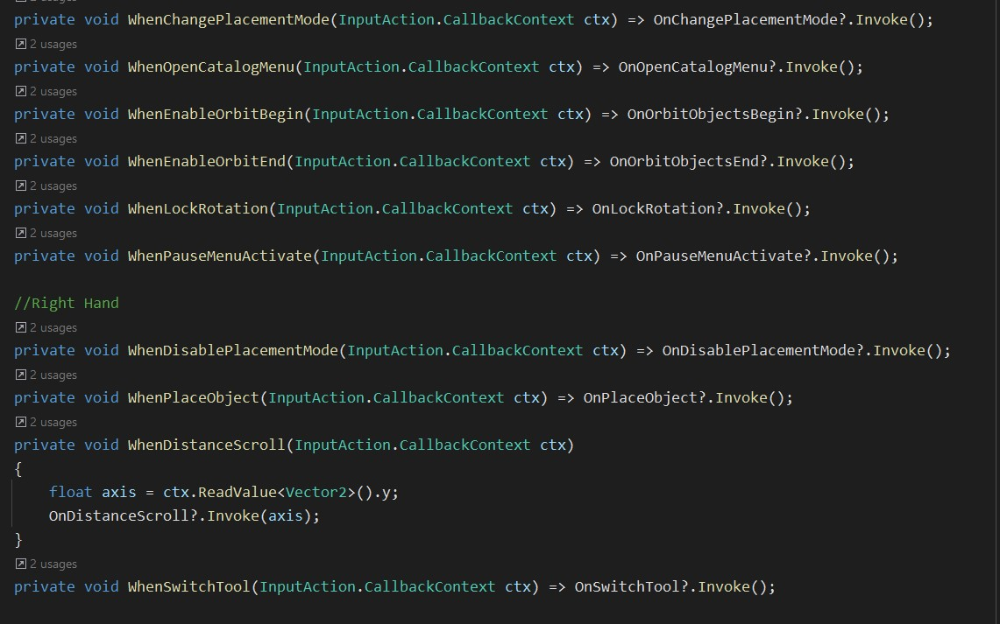 2 usages
private void WhenChangePlacementMode(InputAction.CallbackContext ctx) => OnChangePlacementMode?.Invoke();
2 usages
private void WhenOpenCatalogMenu(InputAction.CallbackContext ctx) => OnOpenCatalogMenu?.Invoke();
2 usages
private void WhenEnableOrbitBegin(InputAction.CallbackContext ctx) => OnOrbitObjectsBegin?.Invoke();
2 usages
private void WhenEnableOrbitEnd(InputAction.CallbackContext ctx) => OnOrbitObjectsEnd?.Invoke();
2 usages
private void WhenLockRotation(InputAction.CallbackContext ctx) => OnLockRotation?.Invoke();
2 usages
private void WhenPauseMenuActivate(InputAction.CallbackContext ctx) => OnPauseMenuActivate?.Invoke();
//Right Hand
2 usages
private void WhenDisablePlacementMode(InputAction.CallbackContext ctx) => OnDisablePlacementMode?.Invoke();
2 usages
private void WhenPlaceObject(InputAction.CallbackContext ctx) => OnPlaceObject?.Invoke();
2 usages
private void WhenDistanceScroll(InputAction.CallbackContext ctx)
{
    float axis = ctx.ReadValue<Vector2>().y;
    OnDistanceScroll?.Invoke(axis);
}
2 usages
private void WhenSwitchTool(InputAction.CallbackContext ctx) => OnSwitchTool?.Invoke();